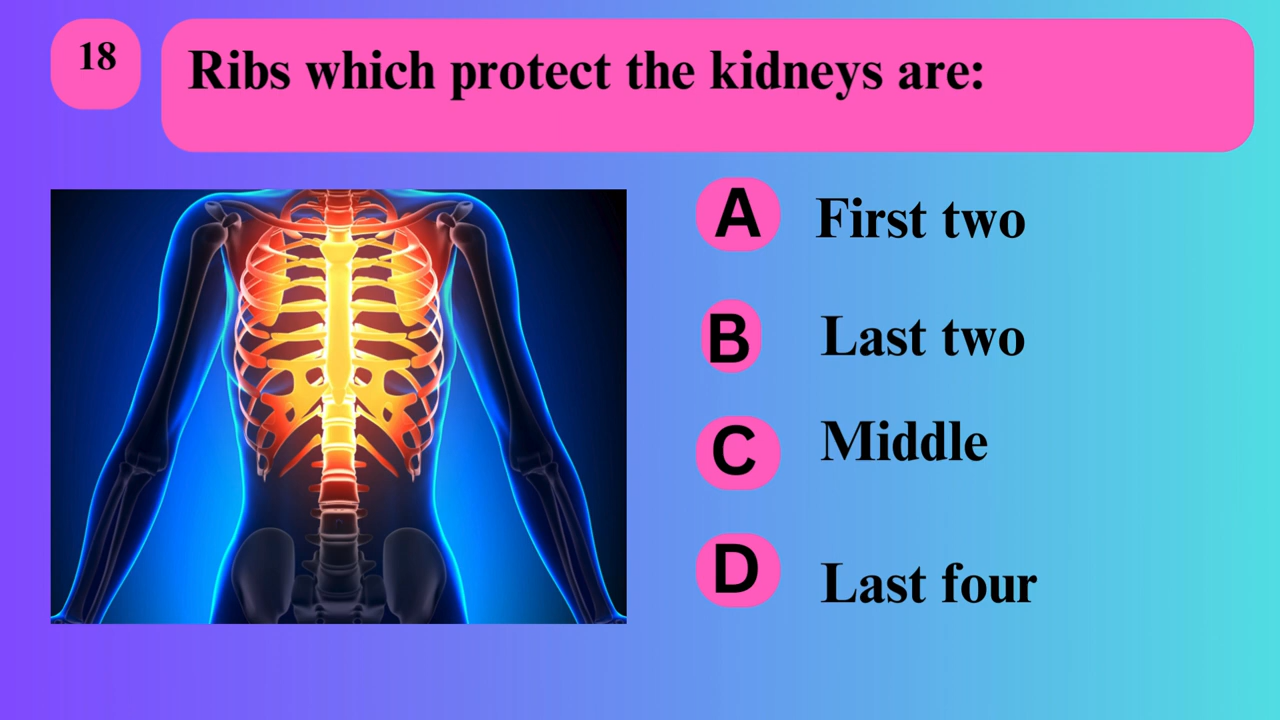 18
Ribs which protect the kidneys are:
A First two
B Last two
C Middle
D Last four